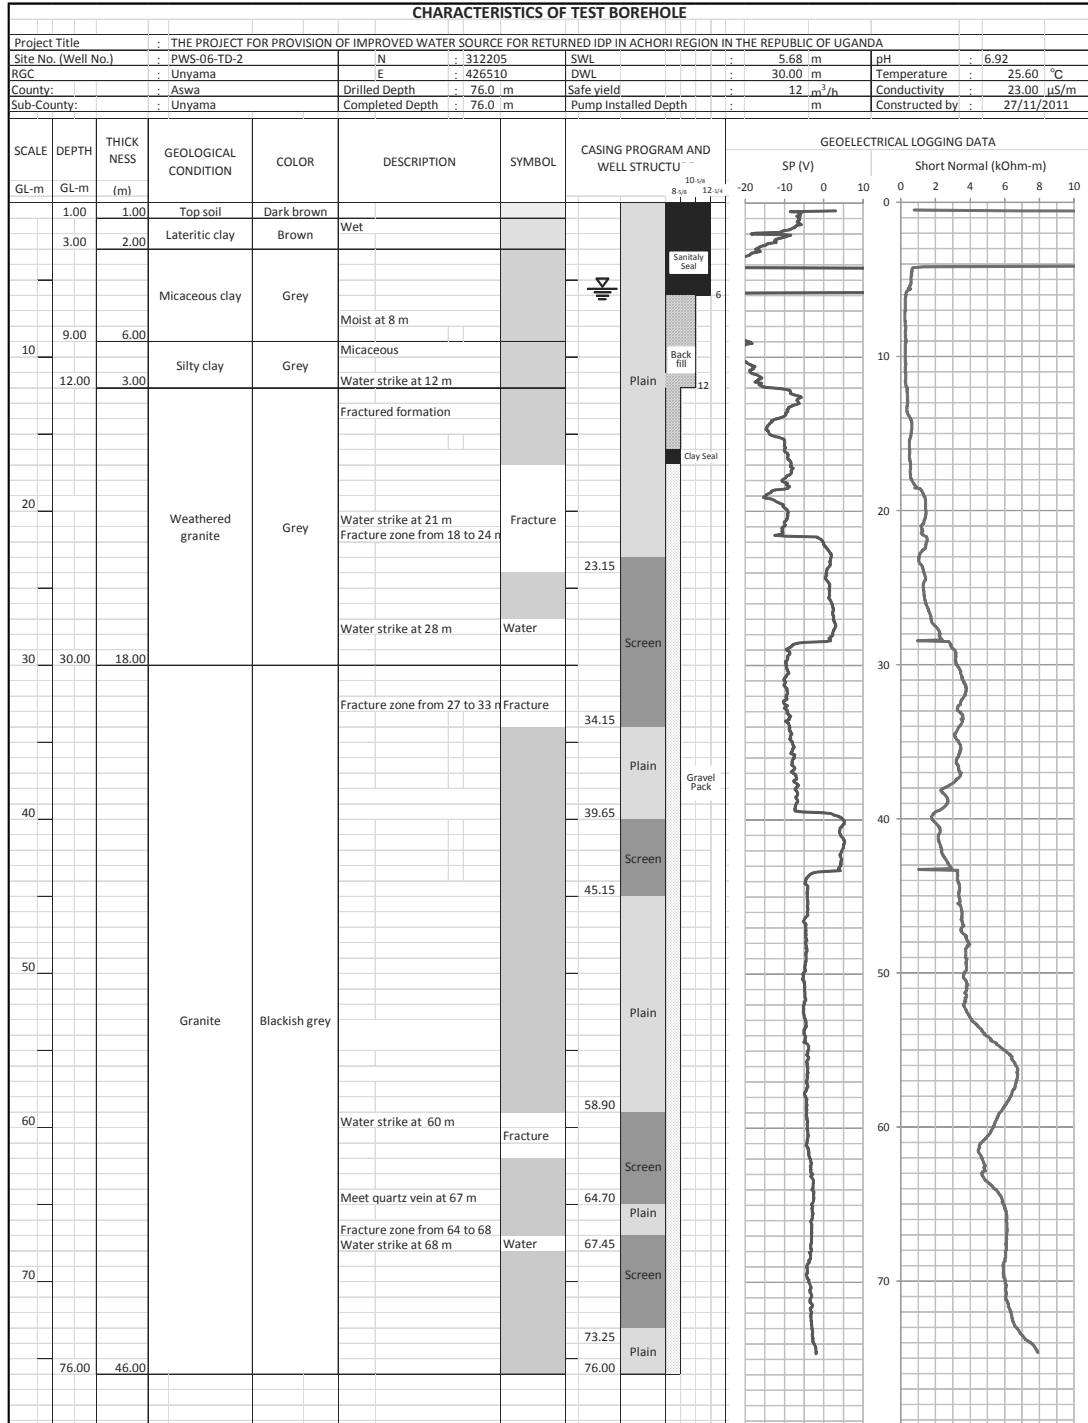 CHARACTERISTICS OF TEST BOREHOLE
Project Title : THE PROJECT FOR PROVISION OF IMPROVED WATER SOURCE FOR RETURNED IDP IN ACHORI REGION IN THE REPUBLIC OF UGANDA
Site No. (Well No.) : PWS-06-TD-2 N : 312205 SWL : 5.68 m pH : 6.92
RGC : Unyama E : 426510 DWL : 30.00 m Temperature : 25.60 °C
County: : Aswa Drilled Depth : 76.0 m Safe yield : 12 m³/h Conductivity : 23.00 µS/m
Sub-County: : Unyama Completed Depth : 76.0 m Pump Installed Depth : m Constructed by : 27/11/2011
SCALE DEPTH THICK NESS GEOLOGICAL CONDITION COLOR DESCRIPTION SYMBOL CASING PROGRAM AND WELL STRUCTU GEOELECTRICAL LOGGING DATA
GL-m GL-m (m) 8-5/8 10-5/8 12-1/4 SP (V) Short Normal (kOhm-m)
-20 -10 0 10 0 2 4 6 8 10
0
1.00 1.00 Top soil Dark brown
Wet
3.00 2.00 Lateritic clay Brown
Sanitaly Seal
Micaceous clay Grey
6
Moist at 8 m
9.00 6.00
10 Micaceous Back fill 10
Silty clay Grey
12.00 3.00 Water strike at 12 m Plain 12
Fractured formation
Clay Seal
20 20
Weathered granite Grey Water strike at 21 m Fracture
Fracture zone from 18 to 24 m
23.15
Water strike at 28 m Water
Screen
30 30.00 18.00 30
Fracture zone from 27 to 33 m Fracture
34.15
Plain
Gravel Pack
40 39.65 40
Screen
45.15
50 50
Granite Blackish grey Plain
58.90
60 Water strike at 60 m 60
Fracture
Screen
Meet quartz vein at 67 m 64.70
Plain
Fracture zone from 64 to 68
Water strike at 68 m Water 67.45
70 Screen 70
73.25
Plain
76.00 46.00 76.00